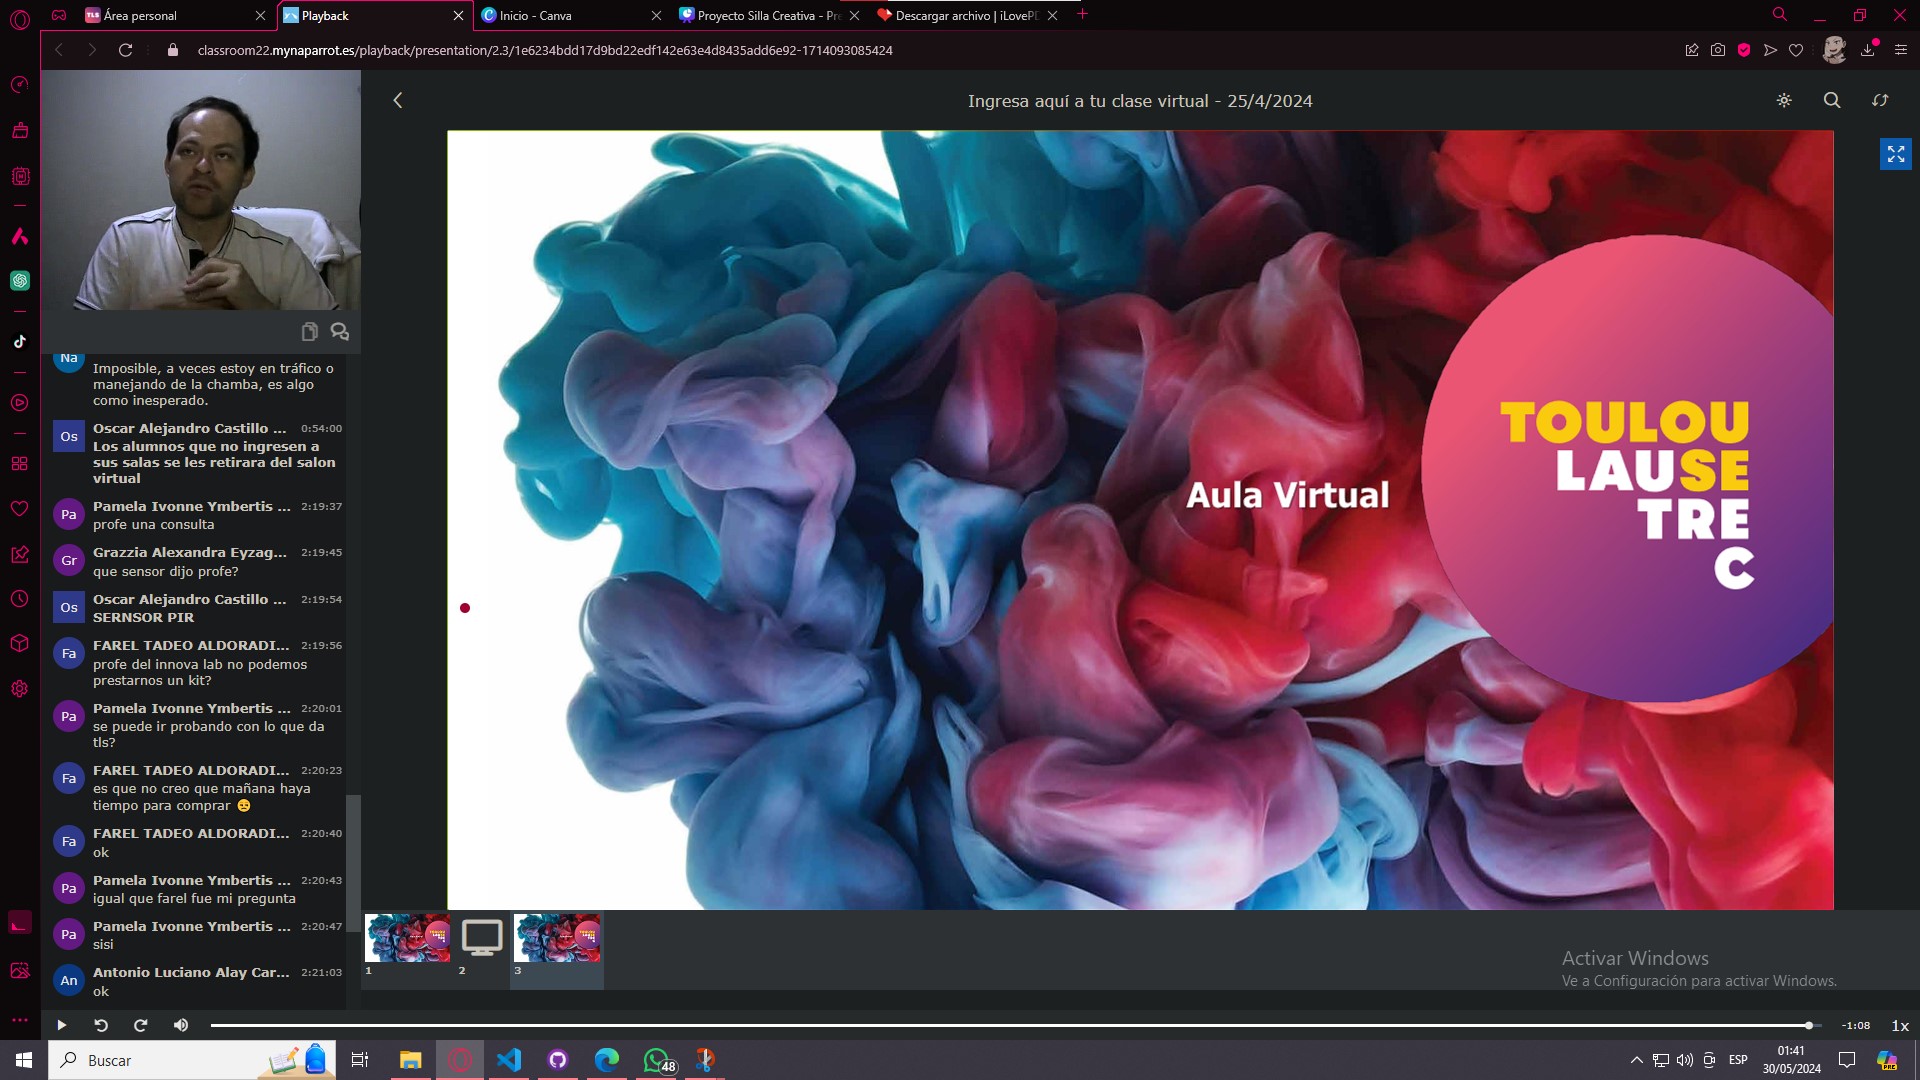 Área personal
Playback
Inicio - Canva
Proyecto Silla Creativa - Pre
Descargar archivo | iLovePD
classroom22.mynaparrot.es/playback/presentation/2.3/1e6234bdd17d9bd22edf142e63e4d8435add6e92-1714093085424
Ingresa aquí a tu clase virtual - 25/4/2024
Na
Imposible, a veces estoy en tráfico o
manejando de la chamba, es algo
como inesperado.
Os
Oscar Alejandro Castillo ... 0:54:00
Los alumnos que no ingresen a
sus salas se les retirara del salon
virtual
Pa
Pamela Ivonne Ymbertis ... 2:19:37
profe una consulta
Gr
Grazzia Alexandra Eyzag... 2:19:45
que sensor dijo profe?
Os
Oscar Alejandro Castillo ... 2:19:54
SERNSOR PIR
Fa
FAREL TADEO ALDORADI... 2:19:56
profe del innova lab no podemos
prestarnos un kit?
Pa
Pamela Ivonne Ymbertis ... 2:20:01
se puede ir probando con lo que da
tls?
Fa
FAREL TADEO ALDORADI... 2:20:23
es que no creo que mañana haya
tiempo para comprar 😒
Fa
FAREL TADEO ALDORADI... 2:20:40
ok
Pa
Pamela Ivonne Ymbertis ... 2:20:43
igual que farel fue mi pregunta
Pa
Pamela Ivonne Ymbertis ... 2:20:47
sisi
An
Antonio Luciano Alay Car... 2:21:03
ok
Aula Virtual
TOULOU
LAUSE
TRE
C
1
2
3
Activar Windows
Ve a Configuración para activar Windows.
-1:08
1x
Buscar
48
ESP
01:41
30/05/2024